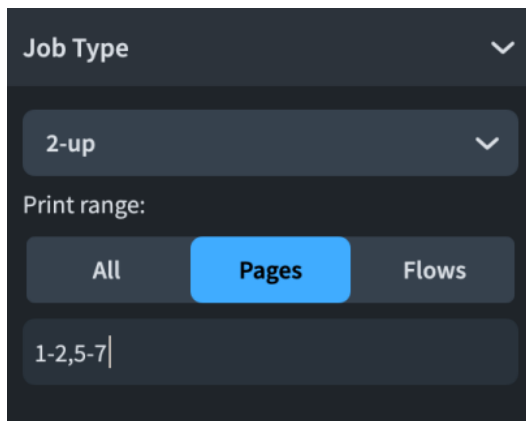 Job Type
2-up
Print range:
All Pages Flows
1-2,5-7